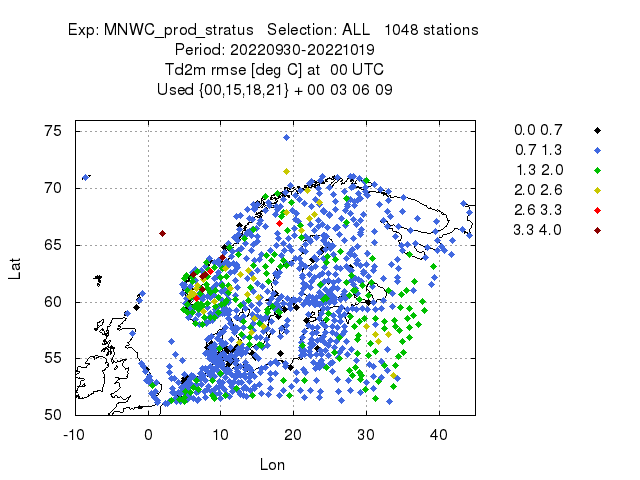 Exp: MNWC_prod_stratus   Selection: ALL   1048 stations
Period: 20220930-20221019
Td2m rmse [deg C] at  00 UTC
Used {00,15,18,21} + 00 03 06 09
0.0 0.7
0.7 1.3
1.3 2.0
2.0 2.6
2.6 3.3
3.3 4.0
75
70
65
60
55
50
Lat
-10 0 10 20 30 40
Lon